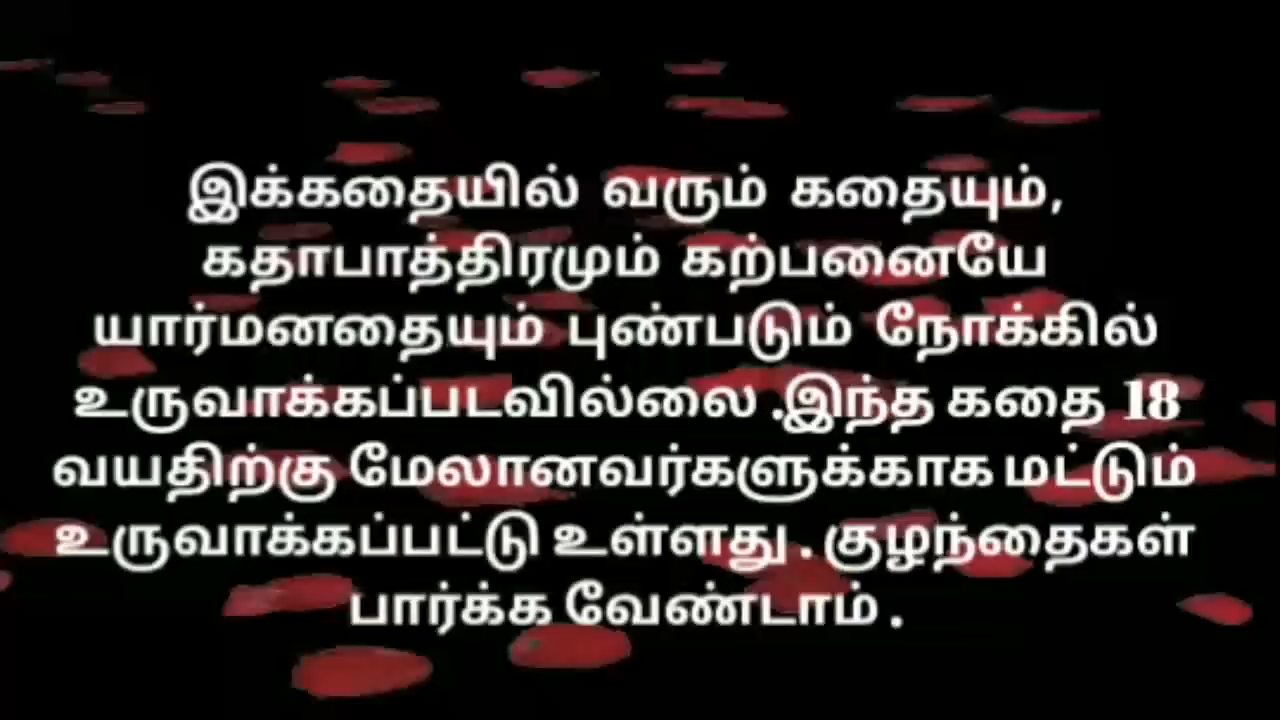 இக்கதையில் வரும் கதையும்,
கதாபாத்திரமும் கற்பனையே
யார்மனதையும் புண்படும் நோக்கில்
உருவாக்கப்படவில்லை .இந்த கதை 18
வயதிற்கு மேலானவர்களுக்காக மட்டும்
உருவாக்கப்பட்டு உள்ளது . குழந்தைகள்
பார்க்க வேண்டாம் .